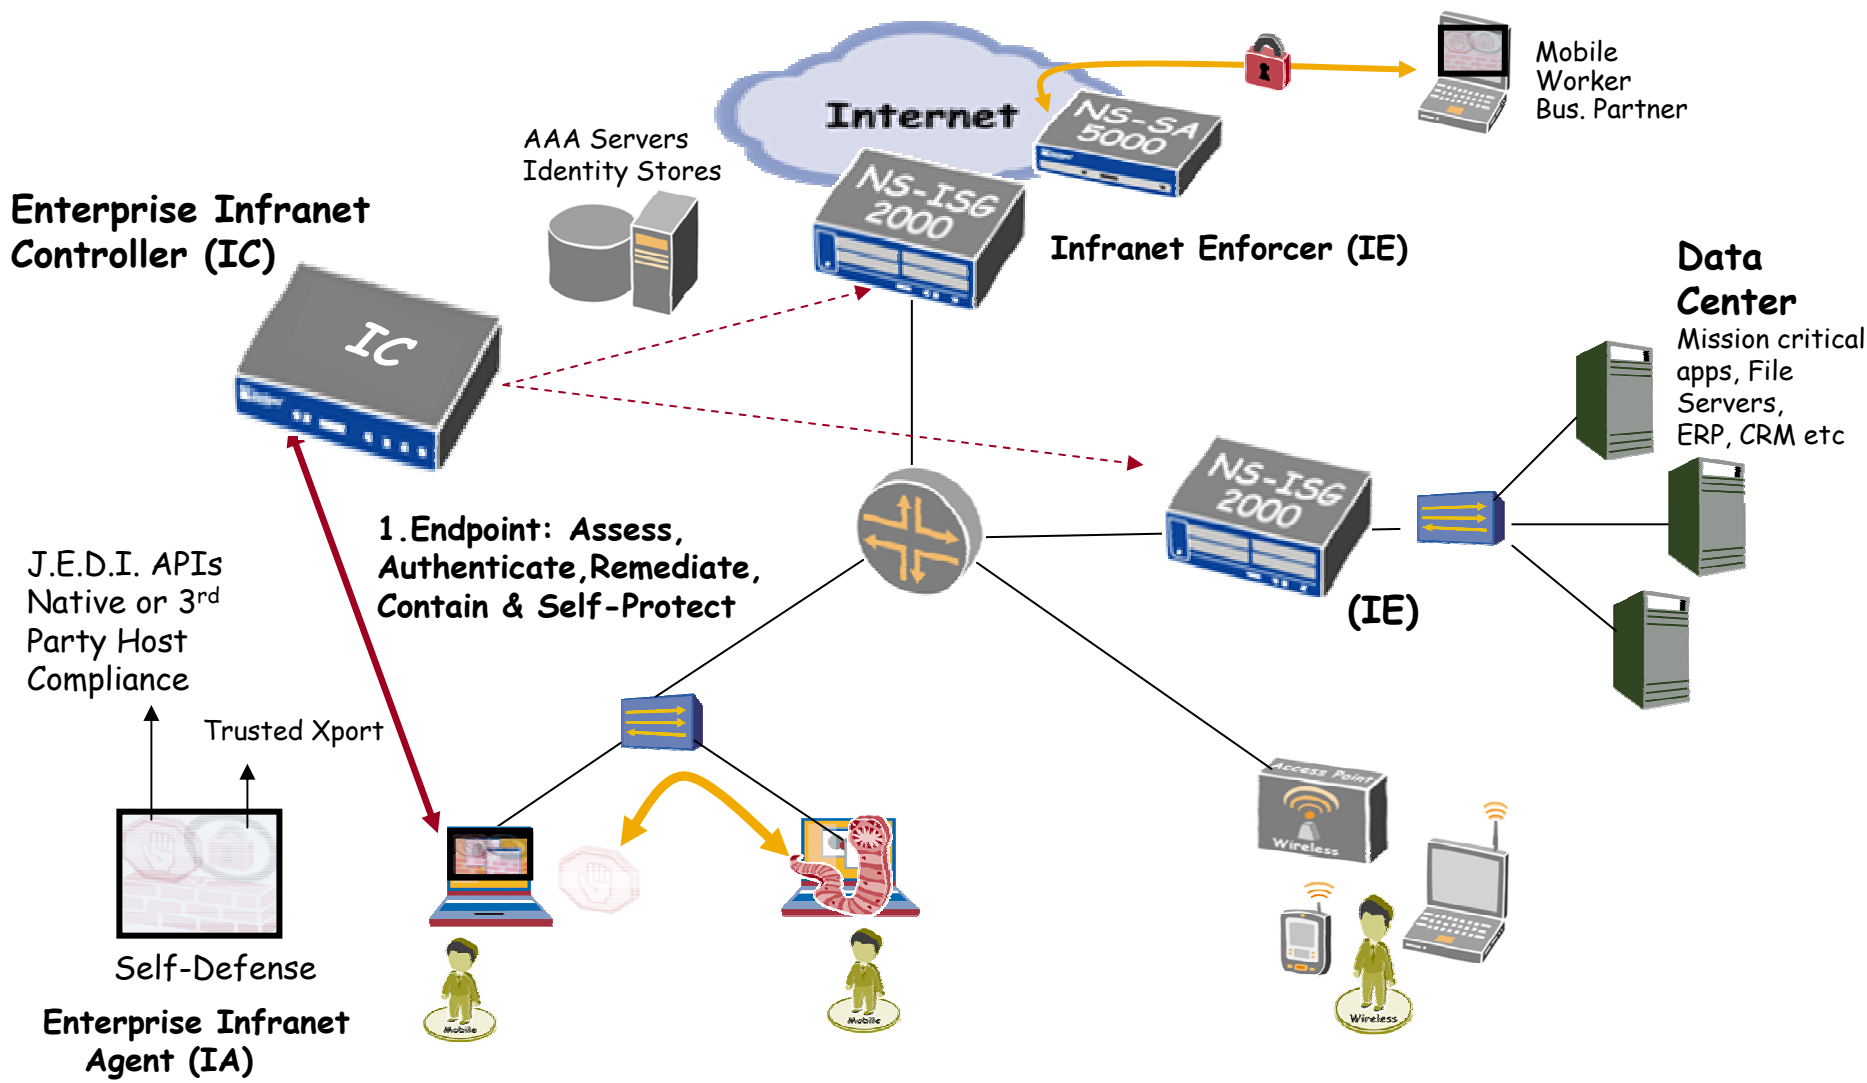 Internet
NS-SA
5000
Mobile
Worker
Bus. Partner
AAA Servers
Identity Stores
NS-ISG
2000
Enterprise Infranet
Controller (IC)
Infranet Enforcer (IE)
Data
Center
Mission critical
apps, File
Servers,
ERP, CRM etc
IC
NS-ISG
2000
(IE)
1.Endpoint: Assess,
Authenticate,Remediate,
Contain & Self-Protect
J.E.D.I. APIs
Native or 3rd
Party Host
Compliance
Trusted Xport
Access Point
Wireless
Self-Defense
Enterprise Infranet
Agent (IA)
Mobile
Mobile
Wireless